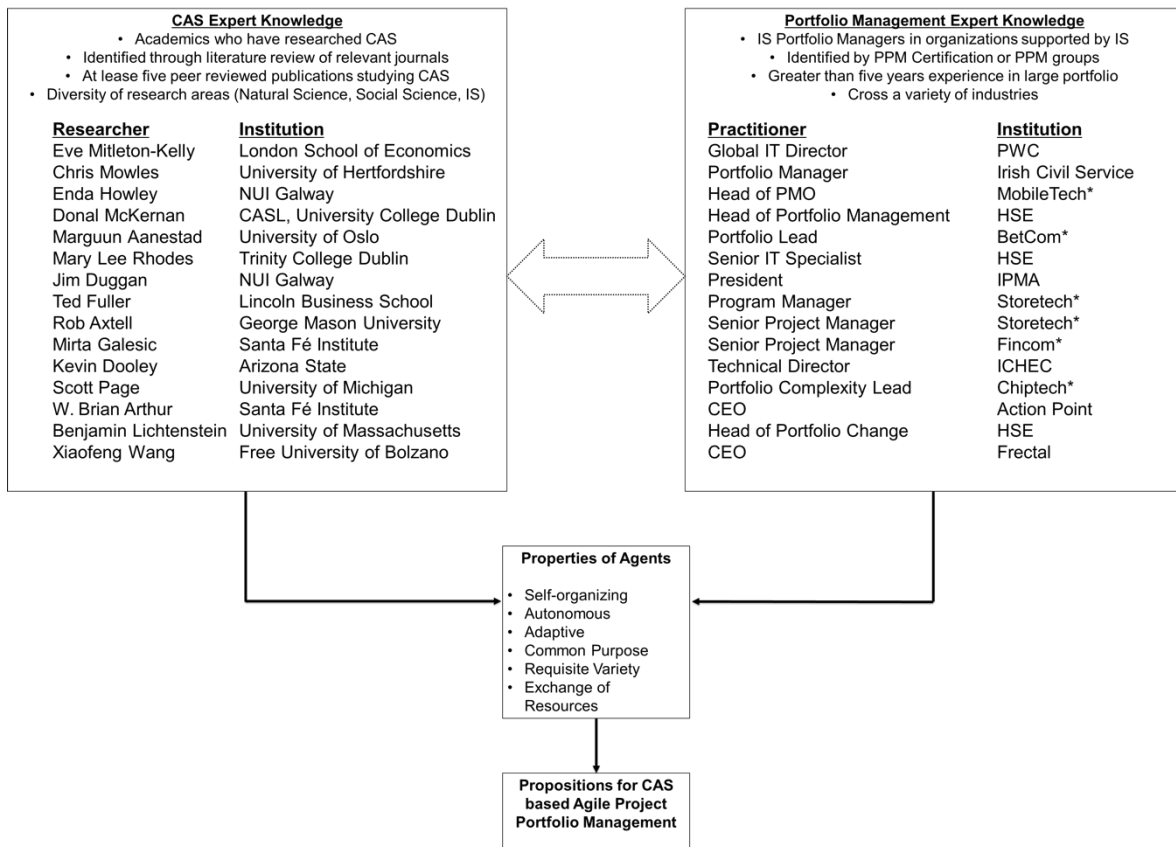 CAS Expert Knowledge
• Academics who have researched CAS
• Identified through literature review of relevant journals
• At lease five peer reviewed publications studying CAS
• Diversity of research areas (Natural Science, Social Science, IS)
Researcher Institution
Eve Mitleton-Kelly London School of Economics
Chris Mowles University of Hertfordshire
Enda Howley NUI Galway
Donal McKernan CASL, University College Dublin
Marguun Aanestad University of Oslo
Mary Lee Rhodes Trinity College Dublin
Jim Duggan NUI Galway
Ted Fuller Lincoln Business School
Rob Axtell George Mason University
Mirta Galesic Santa Fé Institute
Kevin Dooley Arizona State
Scott Page University of Michigan
W. Brian Arthur Santa Fé Institute
Benjamin Lichtenstein University of Massachusetts
Xiaofeng Wang Free University of Bolzano
Portfolio Management Expert Knowledge
• IS Portfolio Managers in organizations supported by IS
• Identified by PPM Certification or PPM groups
• Greater than five years experience in large portfolio
• Cross a variety of industries
Practitioner Institution
Global IT Director PWC
Portfolio Manager Irish Civil Service
Head of PMO MobileTech*
Head of Portfolio Management HSE
Portfolio Lead BetCom*
Senior IT Specialist HSE
President IPMA
Program Manager Storetech*
Senior Project Manager Storetech*
Senior Project Manager Fincom*
Technical Director ICHEC
Portfolio Complexity Lead Chiptech*
CEO Action Point
Head of Portfolio Change HSE
CEO Frectal
Properties of Agents
• Self-organizing
• Autonomous
• Adaptive
• Common Purpose
• Requisite Variety
• Exchange of
Resources
Propositions for CAS
based Agile Project
Portfolio Management